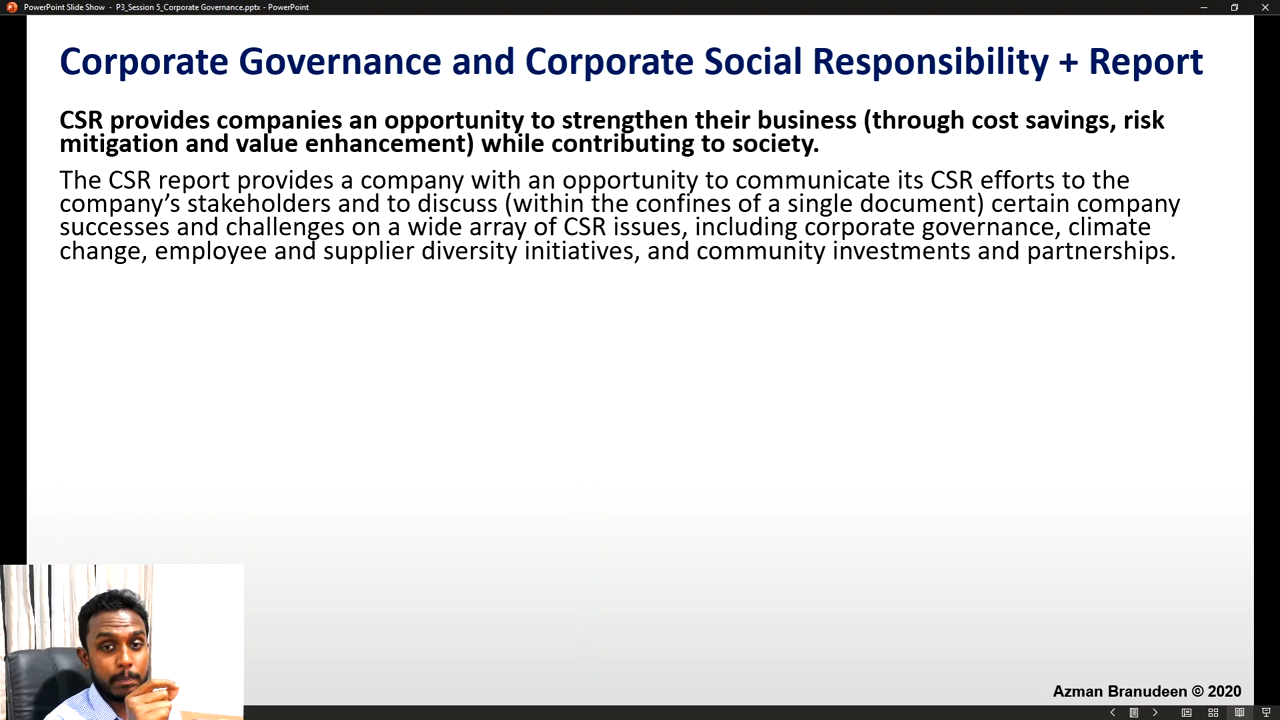 PowerPoint Slide Show - P3_Session 5_Corporate Governance.pptx - PowerPoint
Corporate Governance and Corporate Social Responsibility + Report
CSR provides companies an opportunity to strengthen their business (through cost savings, risk
mitigation and value enhancement) while contributing to society.
The CSR report provides a company with an opportunity to communicate its CSR efforts to the
company’s stakeholders and to discuss (within the confines of a single document) certain company
successes and challenges on a wide array of CSR issues, including corporate governance, climate
change, employee and supplier diversity initiatives, and community investments and partnerships.
Azman Branudeen © 2020